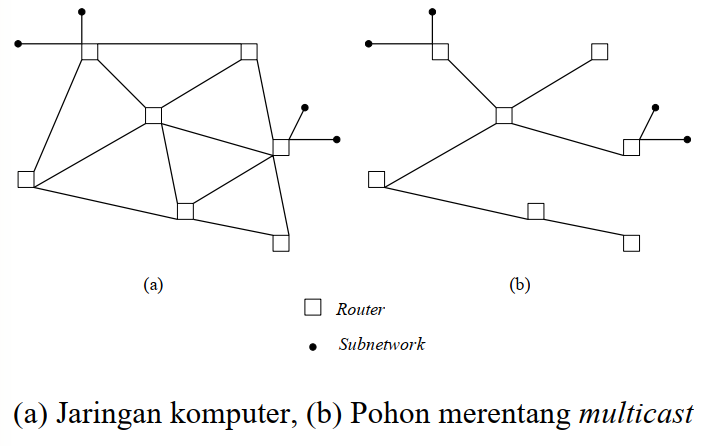 (a)
(b)
Router
Subnetwork
(a) Jaringan komputer, (b) Pohon merentang multicast